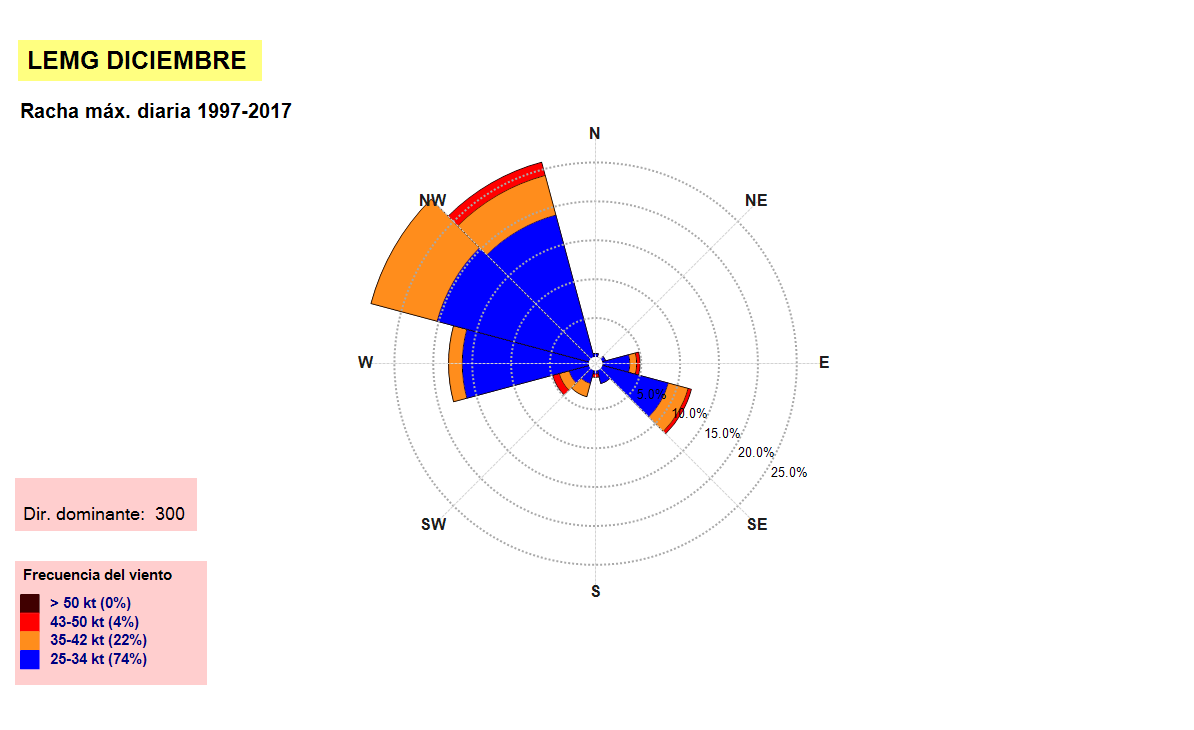 LEMG DICIEMBRE
Racha máx. diaria 1997-2017
N
NW
NE
W
E
5.0%
10.0%
15.0%
20.0%
25.0%
SW
SE
S
Dir. dominante: 300
Frecuencia del viento
> 50 kt (0%)
43-50 kt (4%)
35-42 kt (22%)
25-34 kt (74%)